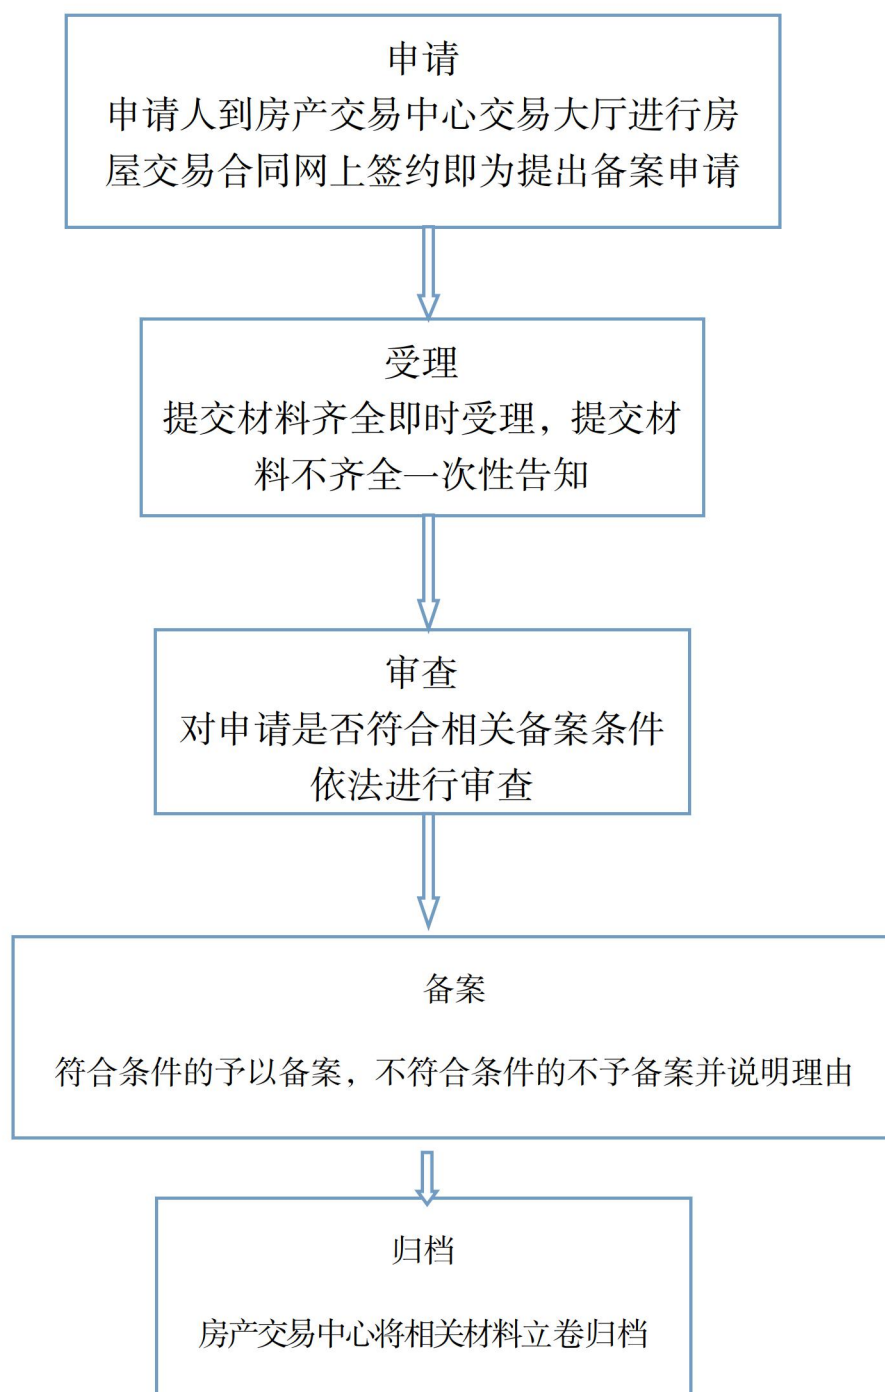 申请
申请人到房产交易中心交易大厅进行房
屋交易合同网上签约即为提出备案申请
受理
提交材料齐全即时受理，提交材
料不齐全一次性告知
审查
对申请是否符合相关备案条件
依法进行审查
备案
符合条件的予以备案，不符合条件的不予备案并说明理由
归档
房产交易中心将相关材料立卷归档